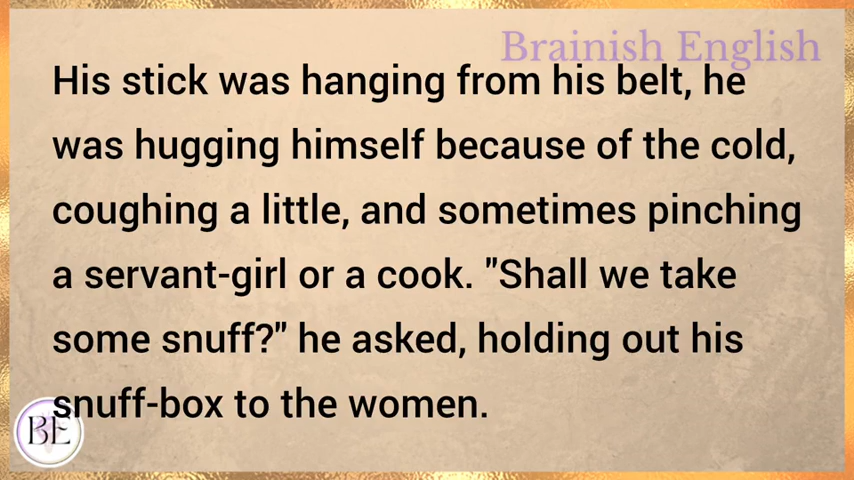 Brainish English
His stick was hanging from his belt, he
was hugging himself because of the cold,
coughing a little, and sometimes pinching
a servant-girl or a cook. "Shall we take
some snuff?" he asked, holding out his
snuff-box to the women.
BE